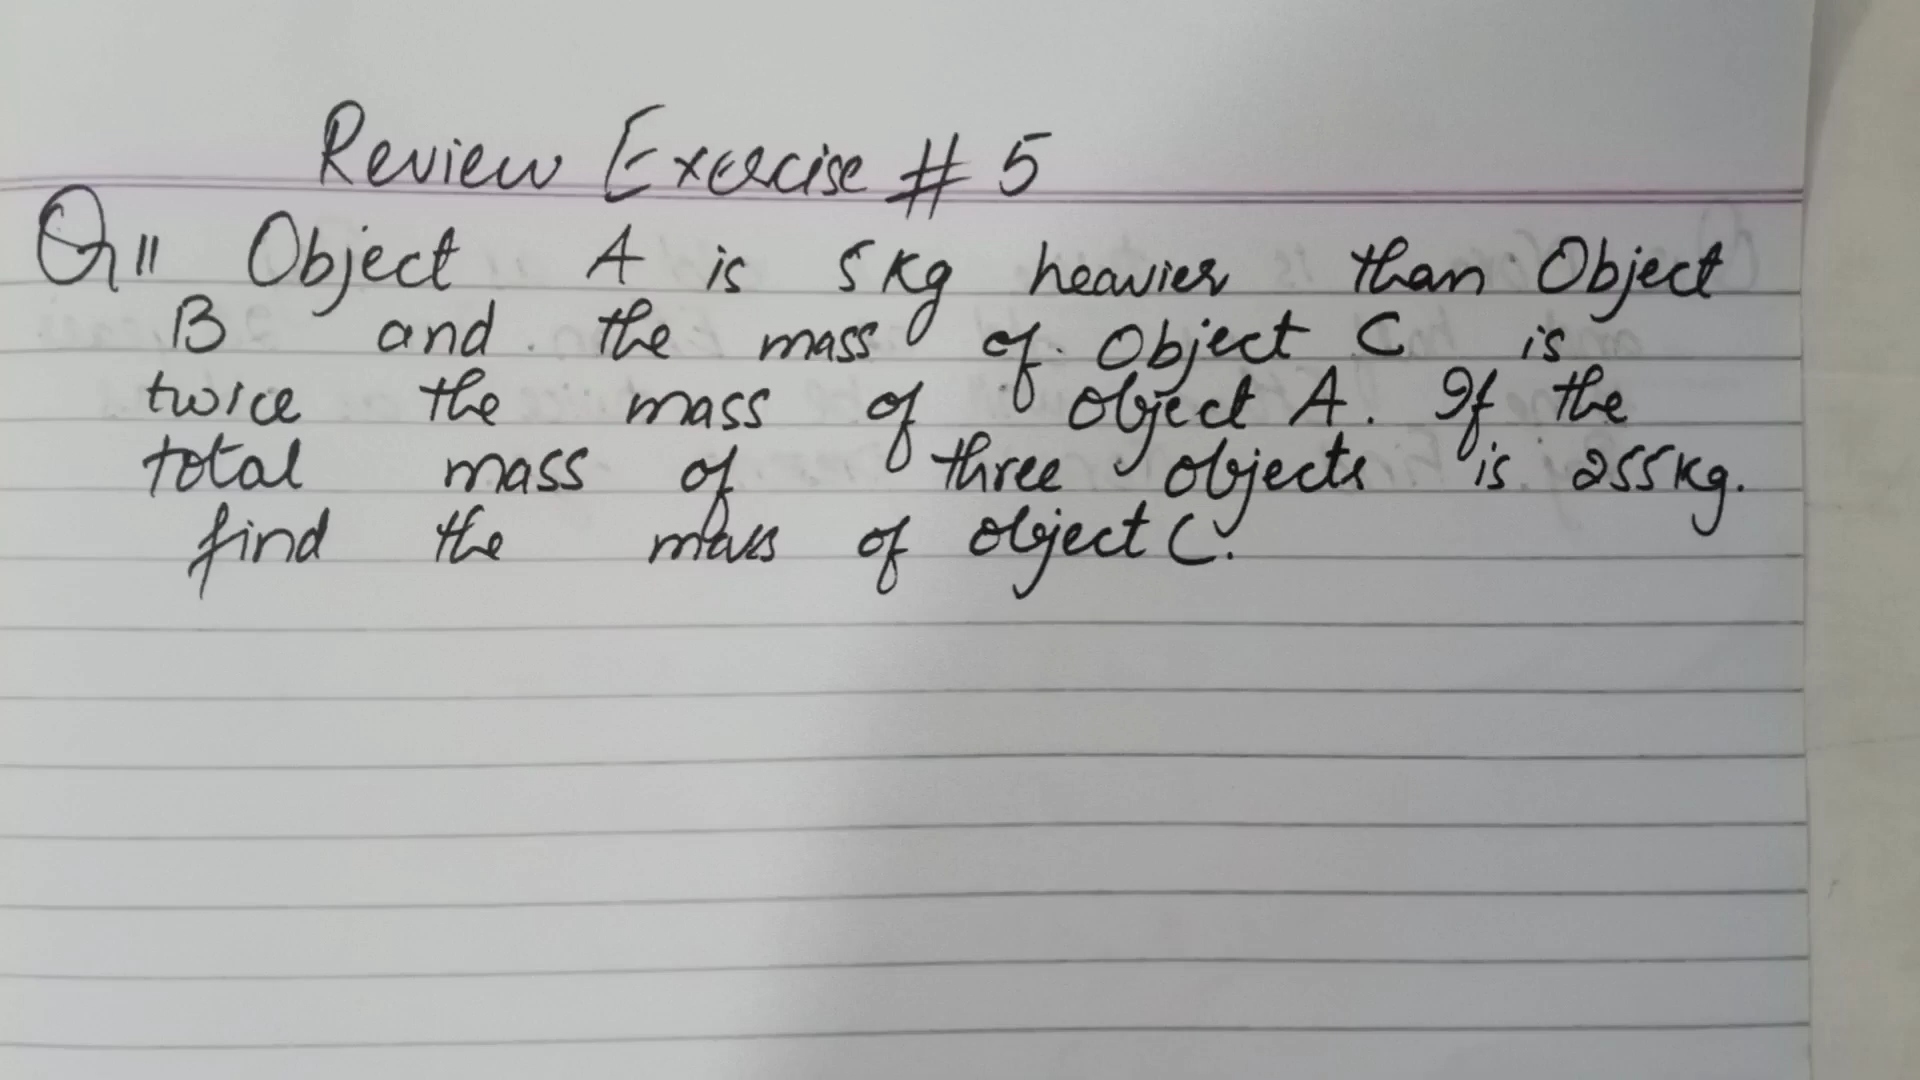 Review Exercise # 5
Q11 Object A is 5kg heavier than Object
B and the mass of Object C is
twice the mass of object A. If the
total mass of three objects is 255kg.
find the mass of object C.